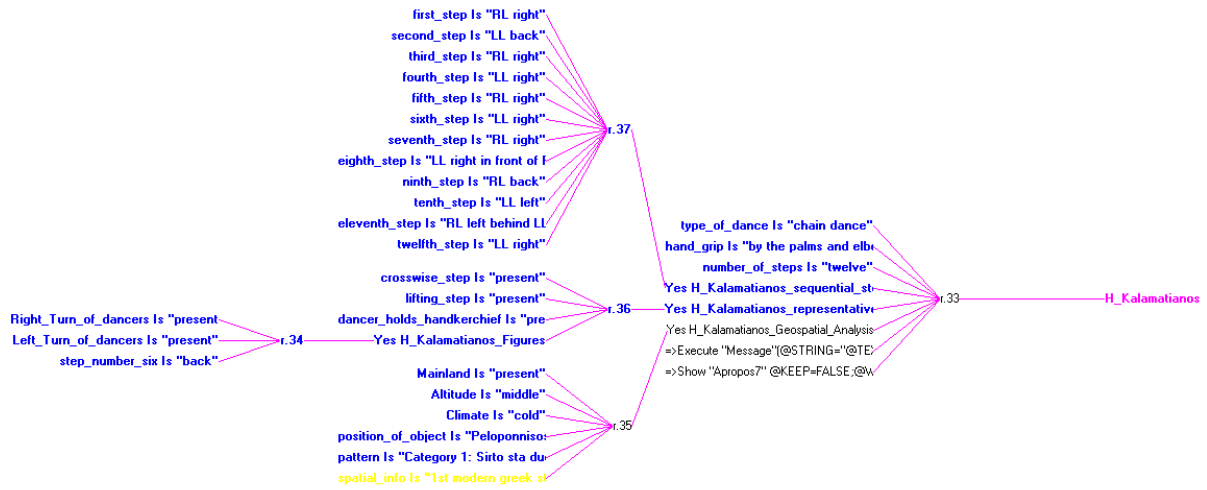 first_step Is "RL right"
second_step Is "LL back"
third_step Is "RL right"
fourth_step Is "LL right"
fifth_step Is "RL right"
sixth_step Is "LL right"
seventh_step Is "RL right"
eighth_step Is "LL right in front of
ninth_step Is "RL back"
tenth_step Is "LL left"
eleventh_step Is "RL left behind LL
twelfth_step Is "LL right"
r.37
crosswise_step Is "present"
lifting_step Is "present"
dancer_holds_handkerchief Is "pre
Yes H_Kalamatianos_Figures
r.36
Right_Turn_of_dancers Is "present
Left_Turn_of_dancers Is "present"
step_number_six Is "back"
r.34
Mainland Is "present"
Altitude Is "middle"
Climate Is "cold"
position_of_object Is "Peloponniso
pattern Is "Category 1: Sirto sta du
spatial_info Is "1st modern greek
r.35
type_of_dance Is "chain dance"
hand_grip Is "by the palms and elb
number_of_steps Is "twelve"
Yes H_Kalamatianos_sequential_st
Yes H_Kalamatianos_representative
Yes H_Kalamatianos_Geospatial_Analysis
=>Execute "Message"(@STRING="@TE
=>Show "Apropos7" @KEEP=FALSE;@W
r.33
H_Kalamatianos